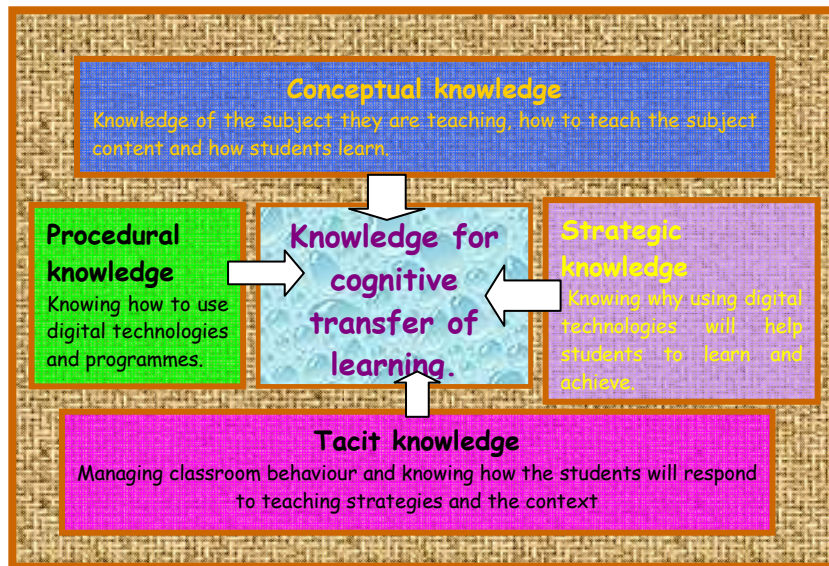 Conceptual knowledge
Knowledge of the subject they are teaching, how to teach the subject
content and how students learn.
Procedural
knowledge
Knowing how to use
digital technologies
and programmes.
Knowledge for
cognitive
transfer of
learning.
Strategic
knowledge
Knowing why using digital
technologies will help
students to learn and
achieve.
Tacit knowledge
Managing classroom behaviour and knowing how the students will respond
to teaching strategies and the context